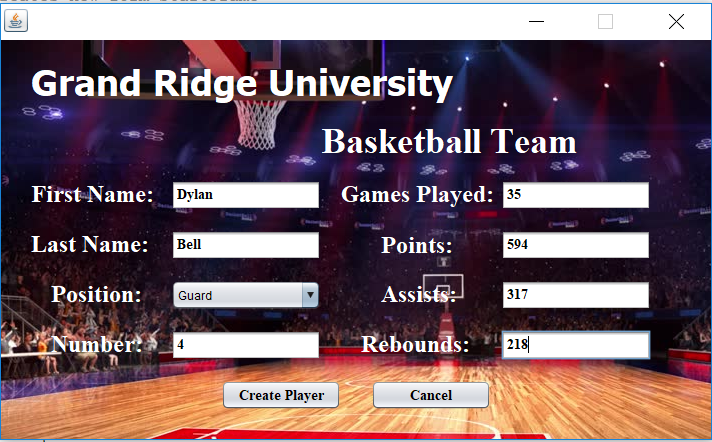 Grand Ridge University
Basketball Team
First Name: Dylan Games Played: 35
Last Name: Bell Points: 594
Position: Guard Assists: 317
Number: 4 Rebounds: 218
Create Player Cancel